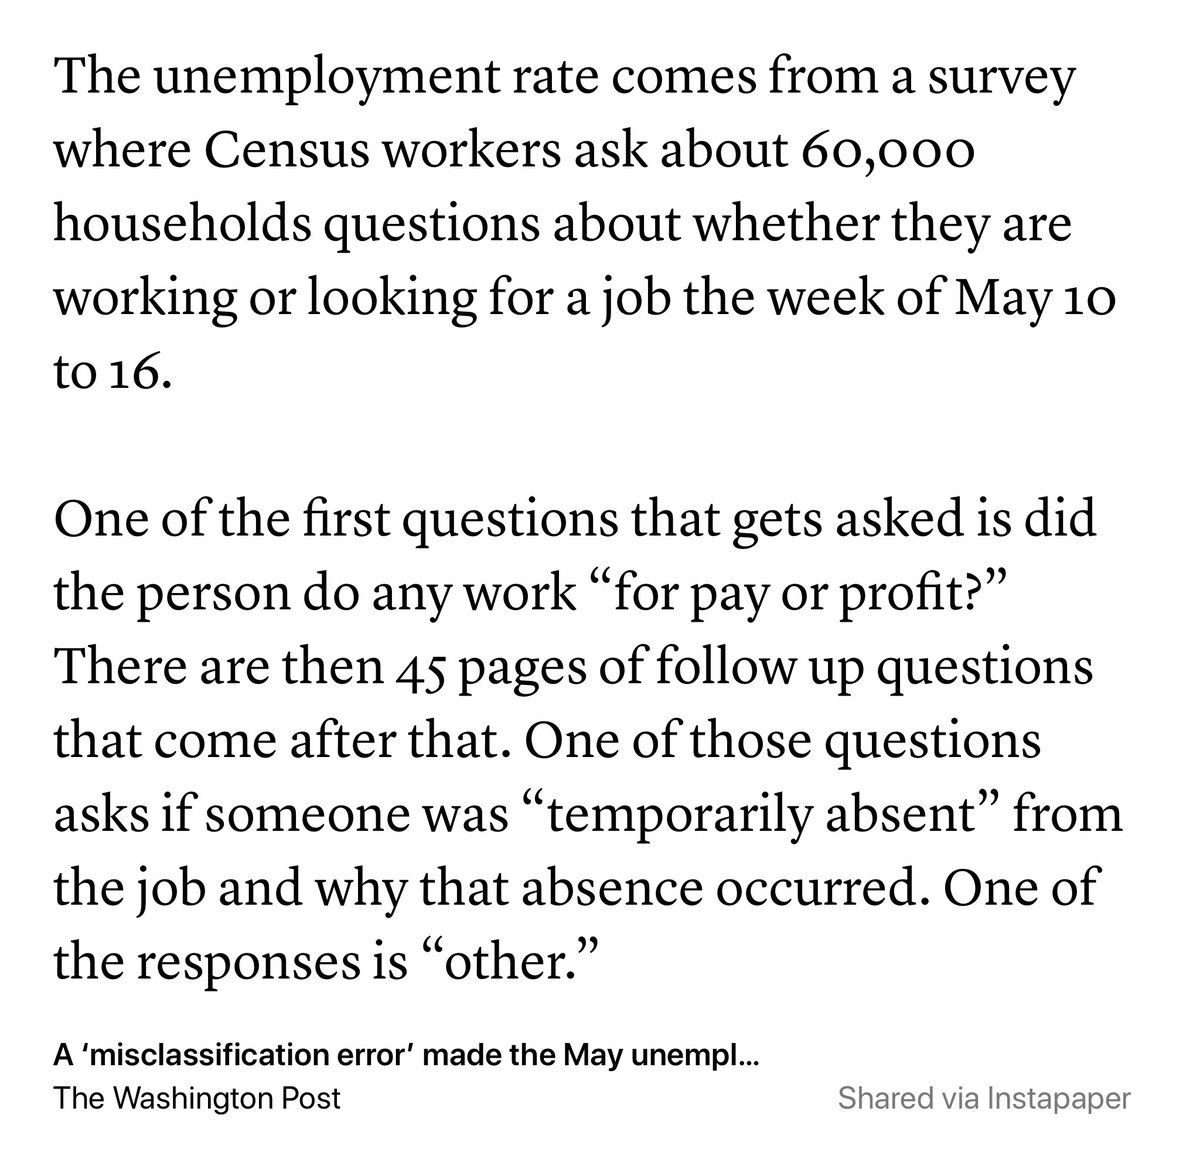 The unemployment rate comes from a survey
where Census workers ask about 60,000
households questions about whether they are
working or looking for a job the week of May 10
to 16.
One of the first questions that gets asked is did
the person do any work “for pay or profit?”
There are then 45 pages of follow up questions
that come after that. One of those questions
asks if someone was “temporarily absent” from
the job and why that absence occurred. One of
the responses is “other.”
A ‘misclassification error’ made the May unempl...
The Washington Post
Shared via Instapaper